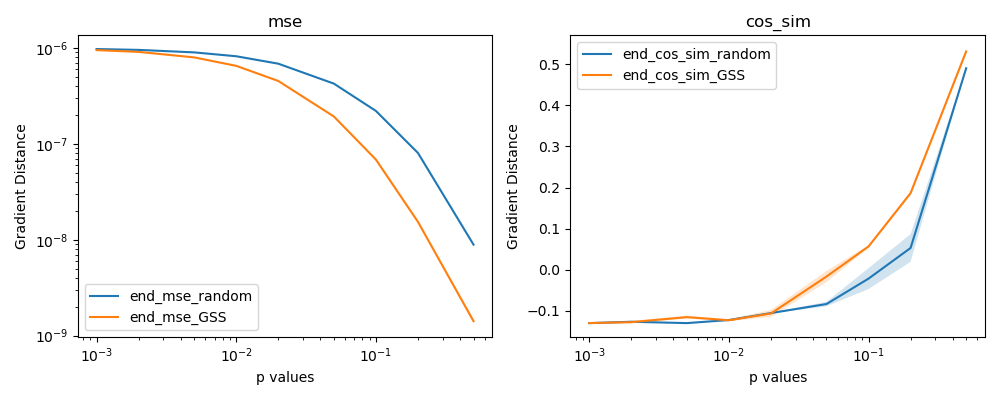 mse
10⁻⁶
10⁻⁷
10⁻⁸
10⁻⁹
Gradient Distance
end_mse_random
end_mse_GSS
10⁻³
10⁻²
10⁻¹
p values
cos_sim
end_cos_sim_random
end_cos_sim_GSS
0.5
0.4
0.3
0.2
0.1
0.0
−0.1
Gradient Distance
10⁻³
10⁻²
10⁻¹
p values